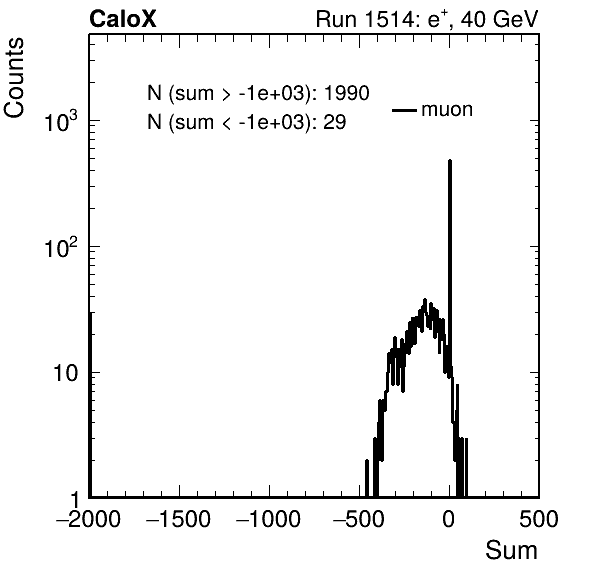 CaloX Run 1514: e⁺, 40 GeV
Counts
N (sum > -1e+03): 1990
N (sum < -1e+03): 29
muon
10³
10²
10
1
−2000 −1500 −1000 −500 0 500
Sum